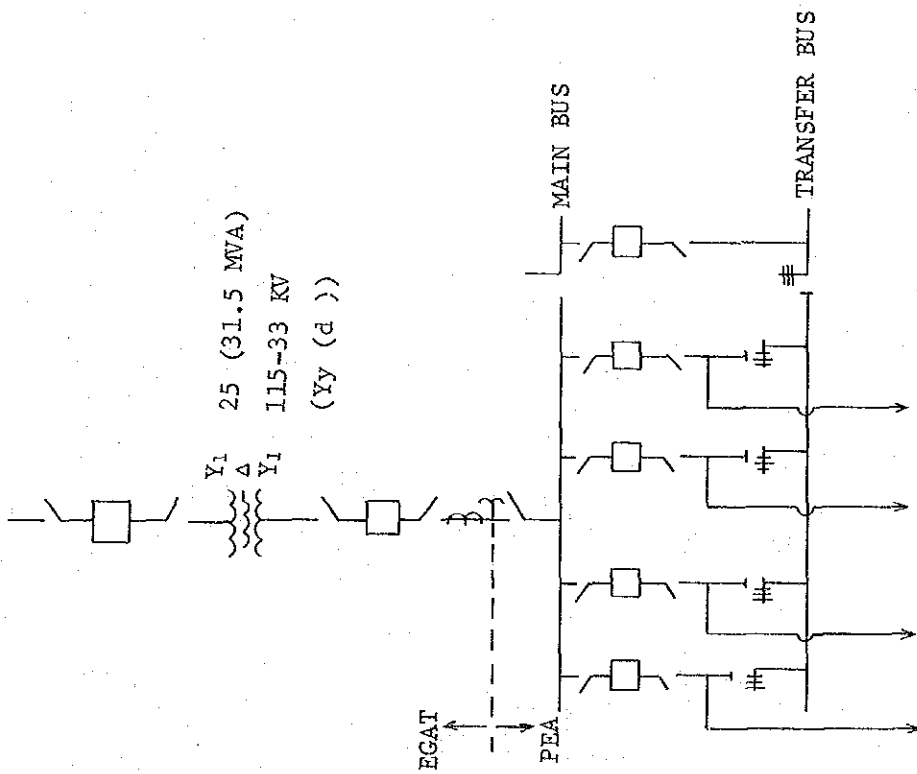 Y1
Δ
Y1
25 (31.5 MVA)
115-33 KV
(Yy (d ))
EGAT
PEA
MAIN BUS
TRANSFER BUS